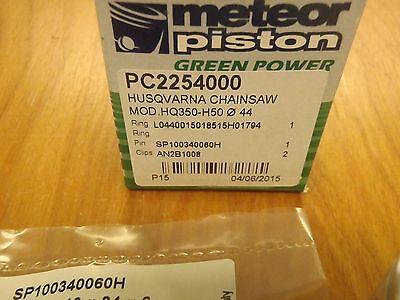 meteor
piston
GREEN POWER
PC2254000
HUSQVARNA CHAINSAW
MOD.HQ350-H50 Ø 44
Ring L0440015018515H01794 1
Ring
Pin SP100340060H 1
Clips AN2B1008 2
P15 04/06/2015
SP100340060H